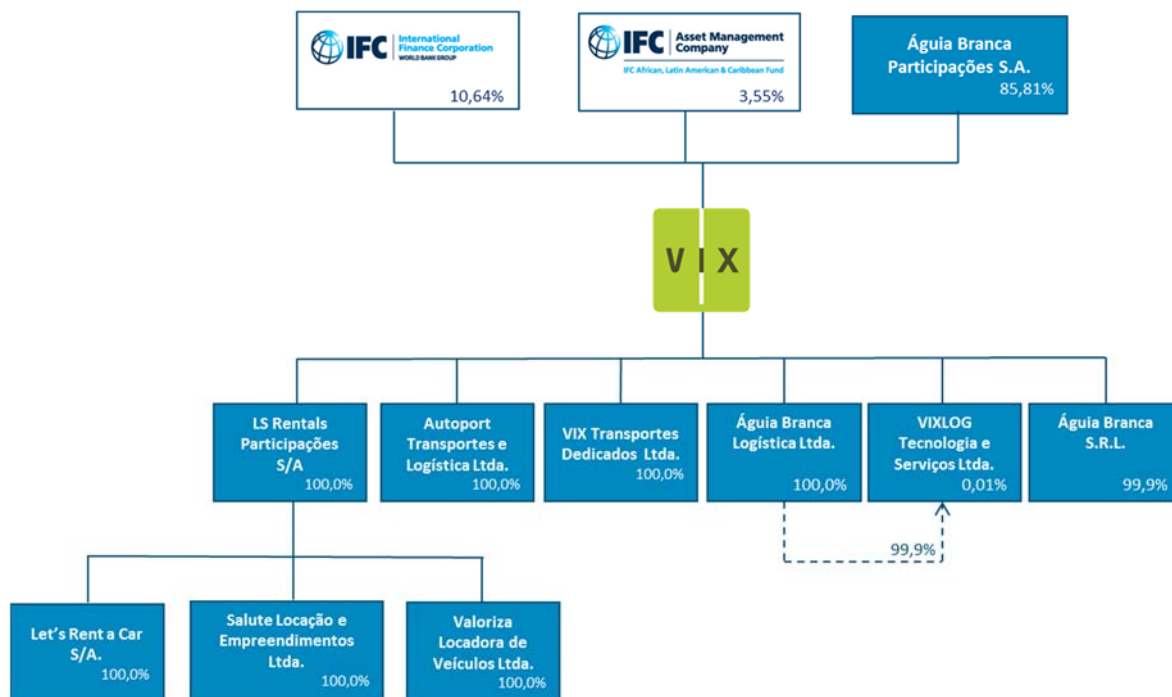 IFC
International
Finance Corporation
WORLD BANK GROUP
10,64%
IFC
Asset Management
Company
IFC African, Latin American & Caribbean Fund
3,55%
Águia Branca
Participações S.A.
85,81%
VIX
LS Rentals
Participações
S/A
100,0%
Autoport
Transportes e
Logística Ltda.
100,0%
VIX Transportes
Dedicados Ltda.
100,0%
Águia Branca
Logística Ltda.
100,0%
VIXLOG
Tecnologia e
Serviços Ltda.
0,01%
Águia Branca
S.R.L.
99,9%
99,9%
Let's Rent a Car
S/A.
100,0%
Salute Locação e
Empreendimentos
Ltda.
100,0%
Valoriza
Locadora de
Veículos Ltda.
100,0%